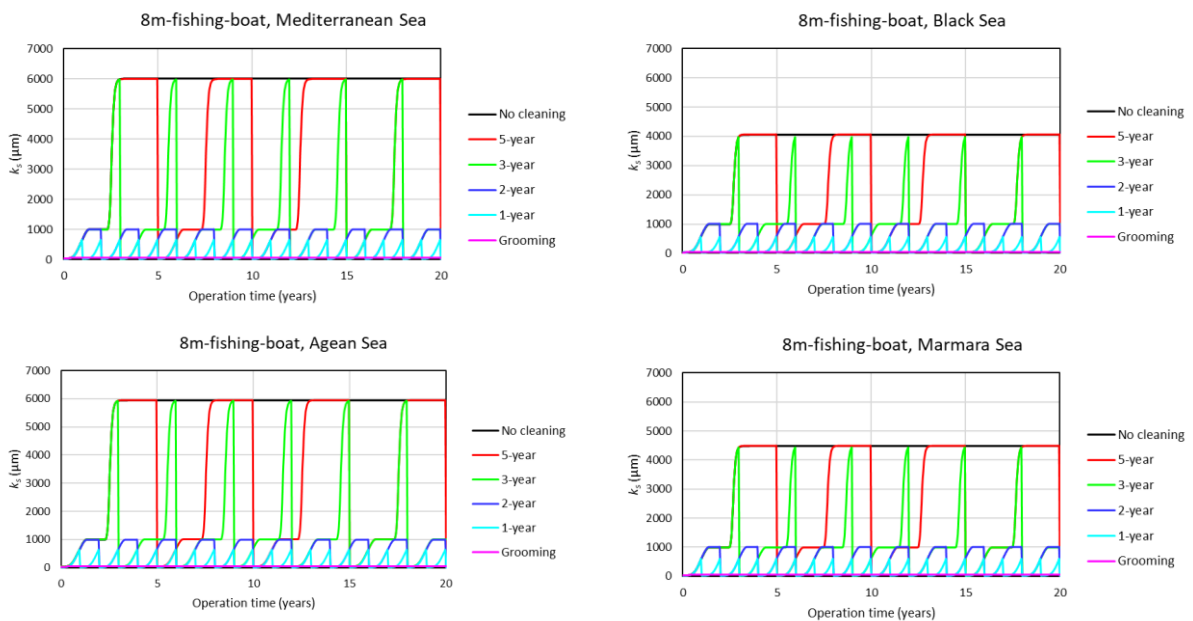 8m-fishing-boat, Mediterranean Sea
7000
6000
5000
4000
3000
2000
1000
0
kₛ (μm)
0 5 10 15 20
Operation time (years)
No cleaning
5-year
3-year
2-year
1-year
Grooming
8m-fishing-boat, Black Sea
7000
6000
5000
4000
3000
2000
1000
0
kₛ (μm)
0 5 10 15 20
Operation time (years)
No cleaning
5-year
3-year
2-year
1-year
Grooming
8m-fishing-boat, Agean Sea
7000
6000
5000
4000
3000
2000
1000
0
kₛ (μm)
0 5 10 15 20
Operation time (years)
No cleaning
5-year
3-year
2-year
1-year
Grooming
8m-fishing-boat, Marmara Sea
7000
6000
5000
4000
3000
2000
1000
0
kₛ (μm)
0 5 10 15 20
Operation time (years)
No cleaning
5-year
3-year
2-year
1-year
Grooming